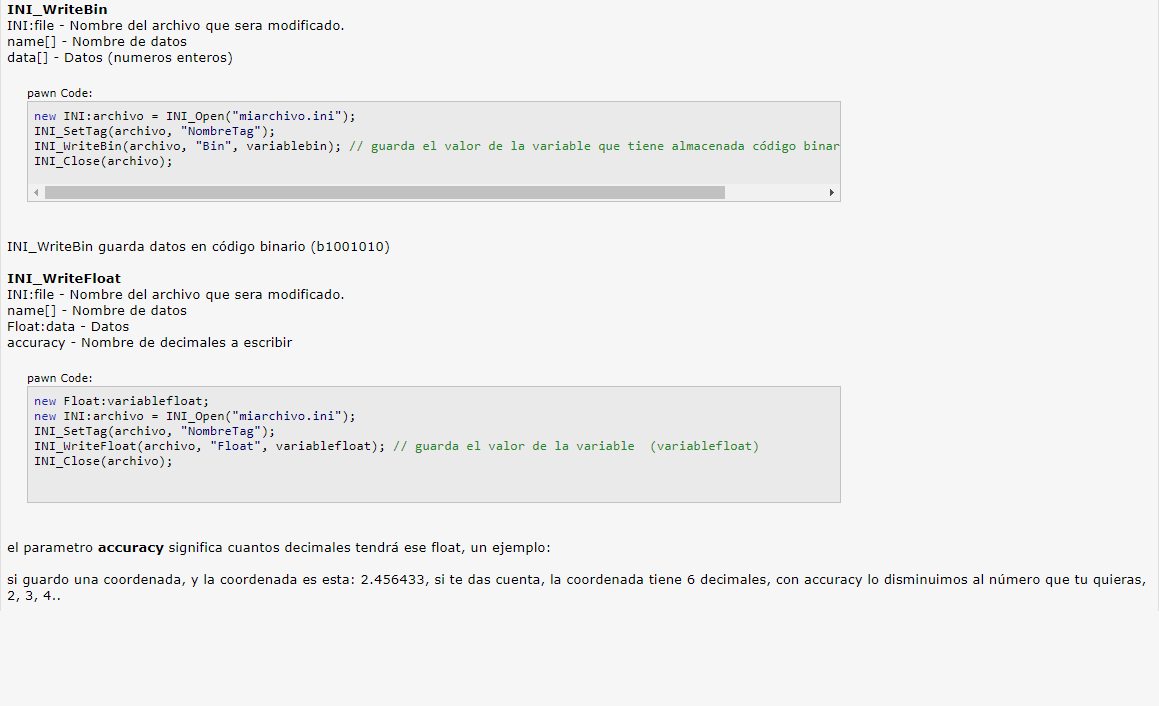 INI_WriteBin
INI:file - Nombre del archivo que sera modificado.
name[] - Nombre de datos
data[] - Datos (numeros enteros)
pawn Code:
new INI:archivo = INI_Open("miarchivo.ini");
INI_SetTag(archivo, "NombreTag");
INI_WriteBin(archivo, "Bin", variablebin); // guarda el valor de la variable que tiene almacenada código binar
INI_Close(archivo);
INI_WriteBin guarda datos en código binario (b1001010)
INI_WriteFloat
INI:file - Nombre del archivo que sera modificado.
name[] - Nombre de datos
Float:data - Datos
accuracy - Nombre de decimales a escribir
pawn Code:
new Float:variablefloat;
new INI:archivo = INI_Open("miarchivo.ini");
INI_SetTag(archivo, "NombreTag");
INI_WriteFloat(archivo, "Float", variablefloat); // guarda el valor de la variable  (variablefloat)
INI_Close(archivo);
el parametro accuracy significa cuantos decimales tendrá ese float, un ejemplo:
si guardo una coordenada, y la coordenada es esta: 2.456433, si te das cuenta, la coordenada tiene 6 decimales, con accuracy lo disminuimos al número que tu quieras,
2, 3, 4..